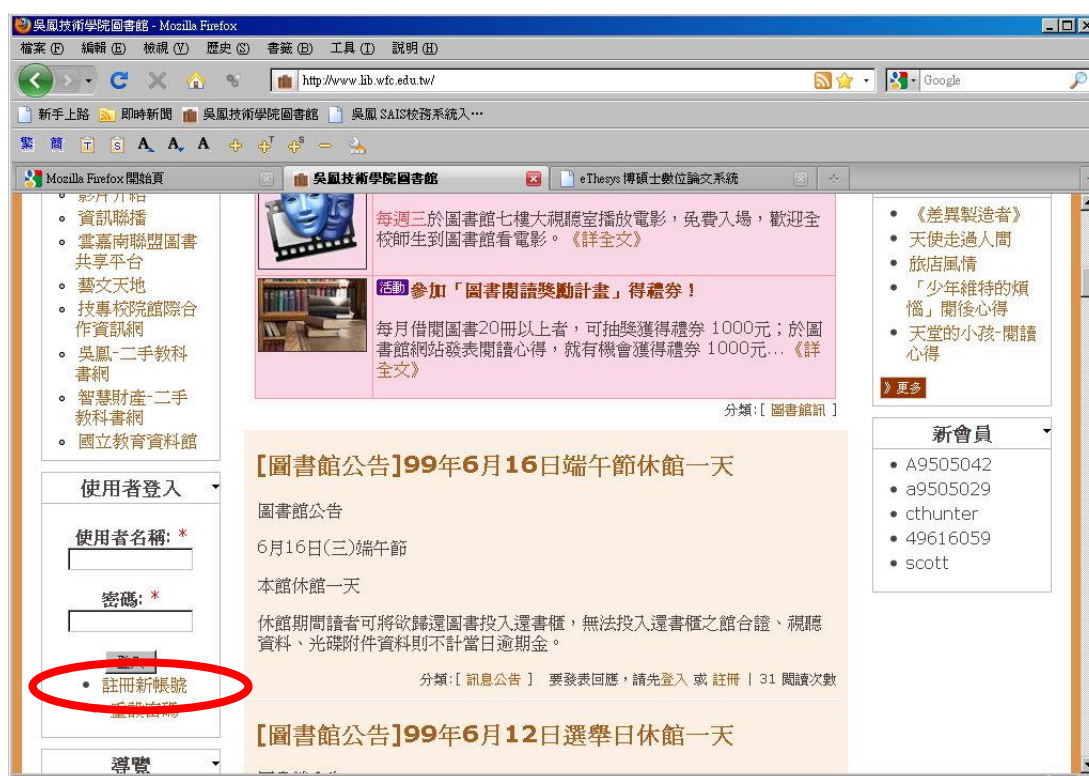 吳鳳技術學院圖書館 - Mozilla Firefox
檔案(F) 編輯(E) 檢視(V) 歷史(S) 書籤(B) 工具(T) 說明(H)
http://www.lib.wfc.edu.tw/
Google
新手上路 即時新聞 吳鳳技術學院圖書館 吳鳳 SAIS校務系統入…
繁 簡 T S A A A T S
Mozilla Firefox 開始頁 吳鳳技術學院圖書館 eThesys 博碩士數位論文系統
影片介紹
資訊聯播
雲嘉南聯盟圖書
共享平台
藝文天地
技專校院館際合
作資訊網
吳鳳-二手教科
書網
智慧財產-二手
教科書網
國立教育資料館
使用者登入
使用者名稱: *
密碼: *
登入
註冊新帳號
重設密碼
導覽
每週三於圖書館七樓大視聽室播放電影，免費入場，歡迎全
校師生到圖書館看電影。《詳全文》
活動 參加「圖書閱讀獎勵計畫」得禮券！
每月借閱圖書20冊以上者，可抽獎獲得禮券 1000元；於圖
書館網站發表閱讀心得，就有機會獲得禮券 1000元...《詳
全文》
分類:[ 圖書館訊 ]
[圖書館公告]99年6月16日端午節休館一天
圖書館公告
6月16日(三)端午節
本館休館一天
休館期間讀者可將欲歸還圖書投入還書櫃，無法投入還書櫃之館合證、視聽
資料、光碟附件資料則不計當日逾期金。
分類:[ 訊息公告 ] 要發表回應，請先登入 或 註冊 | 31 閱讀次數
[圖書館公告]99年6月12日選舉日休館一天
《差異製造者》
天使走過人間
旅店風情
「少年維特的煩
惱」閱後心得
天堂的小孩-閱讀
心得
》更多
新會員
A9505042
a9505029
cthunter
49616059
scott